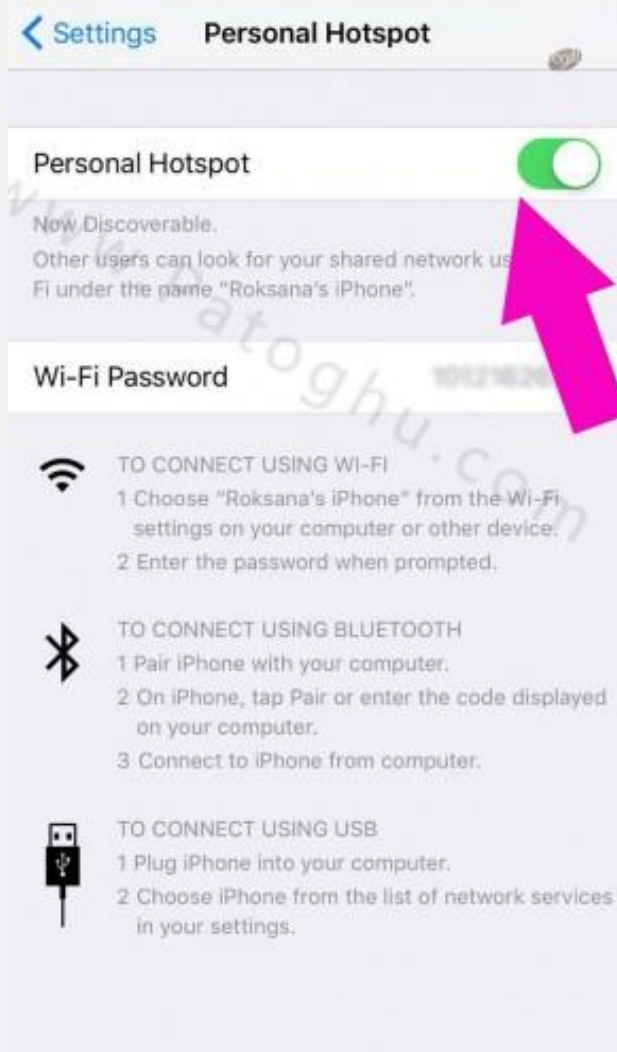 Settings Personal Hotspot
Personal Hotspot
Now Discoverable.
Other users can look for your shared network
Fi under the name "Roksana's iPhone".
Wi-Fi Password
TO CONNECT USING WI-FI
1 Choose "Roksana's iPhone" from the Wi-Fi
settings on your computer or other device.
2 Enter the password when prompted.
TO CONNECT USING BLUETOOTH
1 Pair iPhone with your computer.
2 On iPhone, tap Pair or enter the code displayed
on your computer.
3 Connect to iPhone from computer.
TO CONNECT USING USB
1 Plug iPhone into your computer.
2 Choose iPhone from the list of network services
in your settings.
www.Patoghu.com